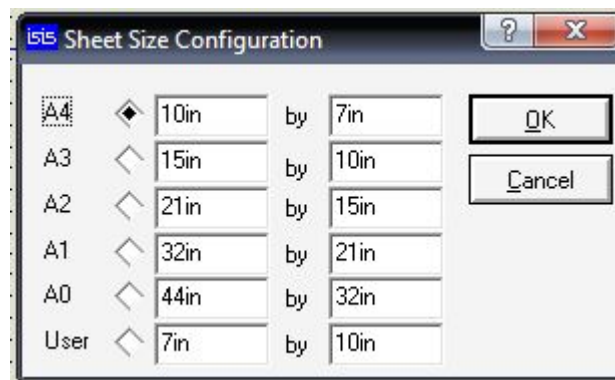 isis Sheet Size Configuration ?
A4 10in by 7in OK
A3 15in by 10in
Cancel
A2 21in by 15in
A1 32in by 21in
A0 44in by 32in
User 7in by 10in